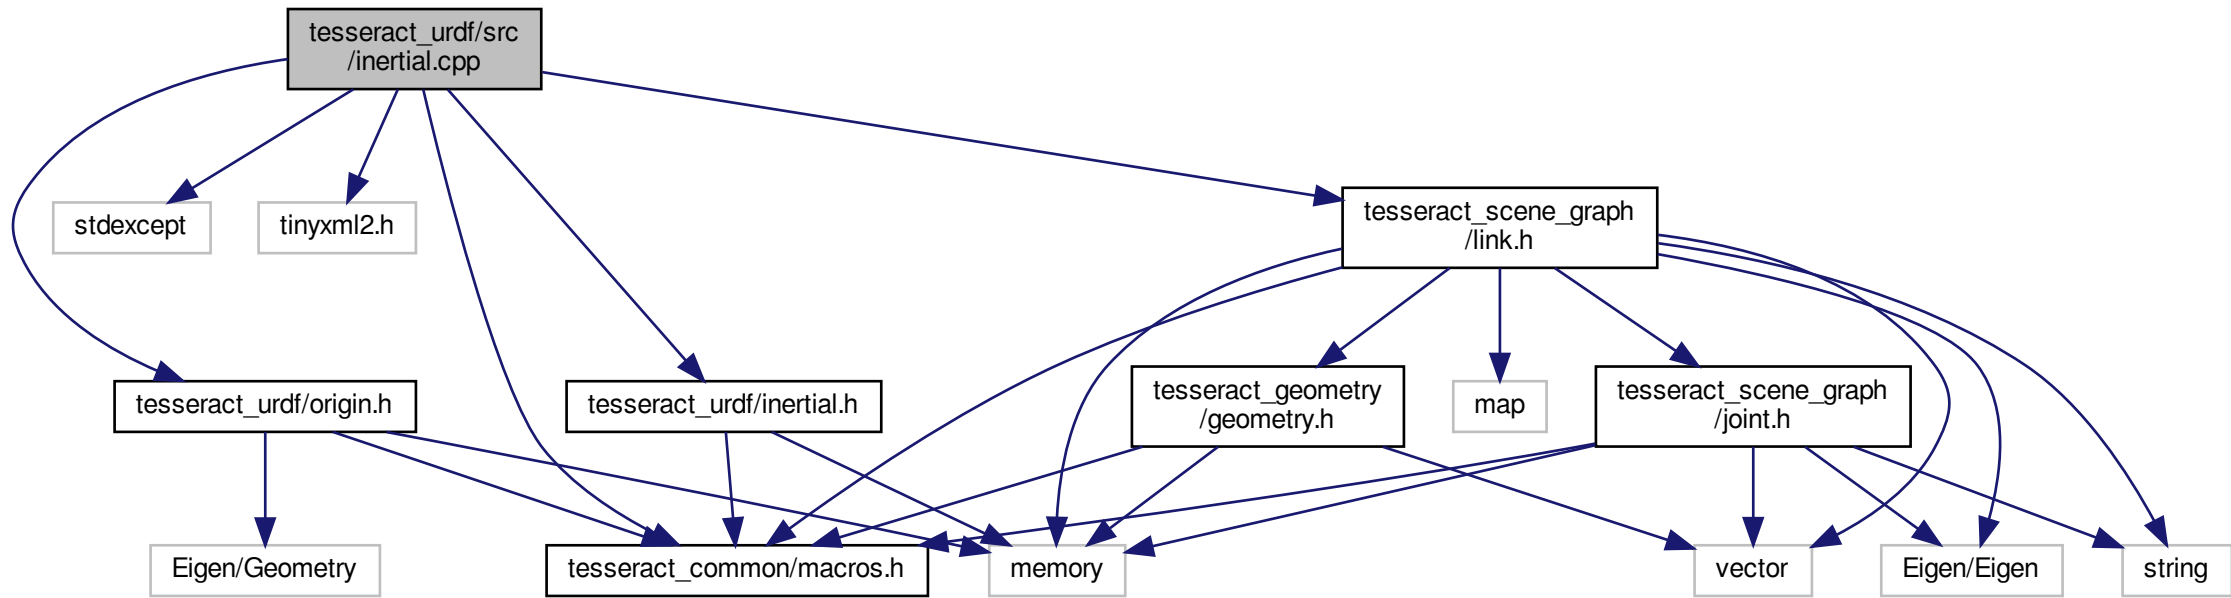 tesseract_urdf/src
/inertial.cpp
stdexcept
tinyxml2.h
tesseract_scene_graph
/link.h
tesseract_urdf/origin.h
tesseract_urdf/inertial.h
tesseract_geometry
/geometry.h
map
tesseract_scene_graph
/joint.h
Eigen/Geometry
tesseract_common/macros.h
memory
vector
Eigen/Eigen
string